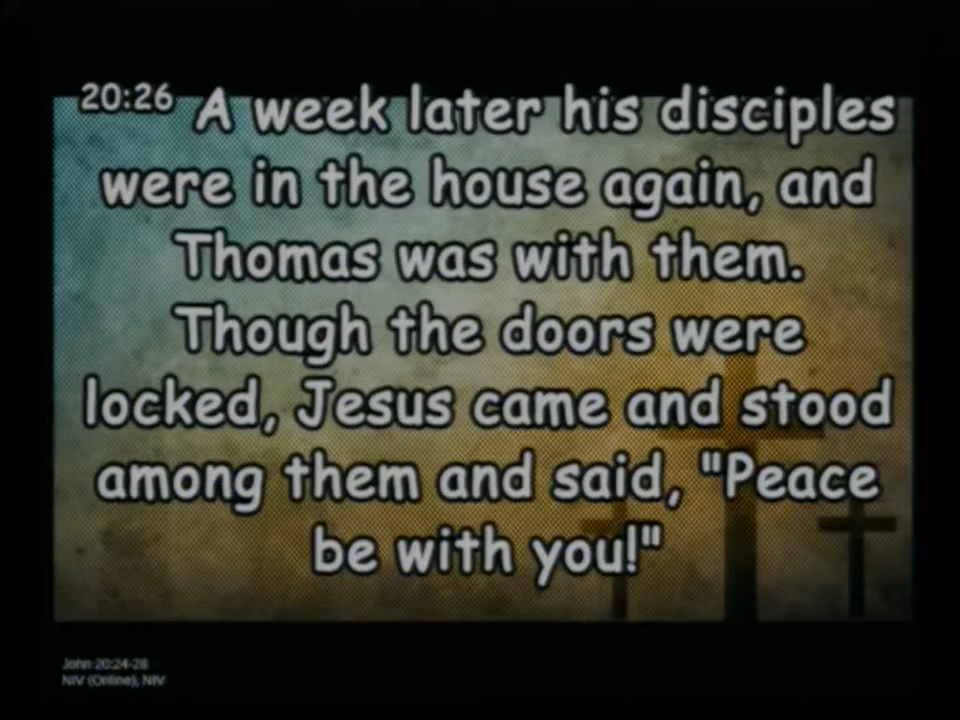 20:26 A week later his disciples
were in the house again, and
Thomas was with them.
Though the doors were
locked, Jesus came and stood
among them and said, "Peace
be with you!"
John 20:24-28
NIV (Online), NIV